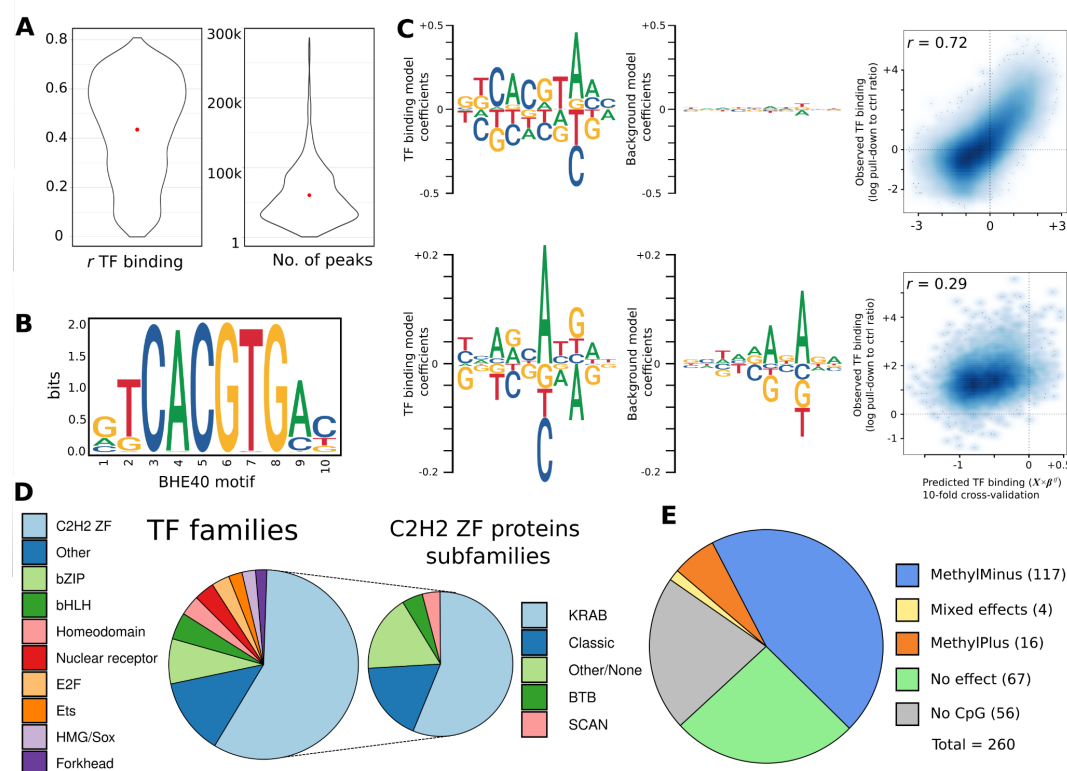 A
0.8
0.6
0.4
0.2
0
r TF binding
300k
200k
100k
1
No. of peaks
B
bits
2.0
1.5
1.0
0.5
0.0
GAC
TG
C
A
C
G
T
G
AC
CTG
1 2 3 4 5 6 7 8 9 10
BHE40 motif
C
TF binding model
coefficients
+0.5
0
-0.5
Background model
coefficients
+0.5
0
-0.5
r = 0.72
Observed TF binding
(log pull-down to ctrl ratio)
+4
0
-2
-3 0 +3
TF binding model
coefficients
+0.2
0
-0.2
Background model
coefficients
+0.2
0
-0.2
r = 0.29
Observed TF binding
(log pull-down to ctrl ratio)
+4
+2
0
-1
-1 0 +0.5
Predicted TF binding (X×β^tf)
10-fold cross-validation
D
TF families
C2H2 ZF
Other
bZIP
bHLH
Homeodomain
Nuclear receptor
E2F
Ets
HMG/Sox
Forkhead
C2H2 ZF proteins
subfamilies
KRAB
Classic
Other/None
BTB
SCAN
E
MethylMinus (117)
Mixed effects (4)
MethylPlus (16)
No effect (67)
No CpG (56)
Total = 260